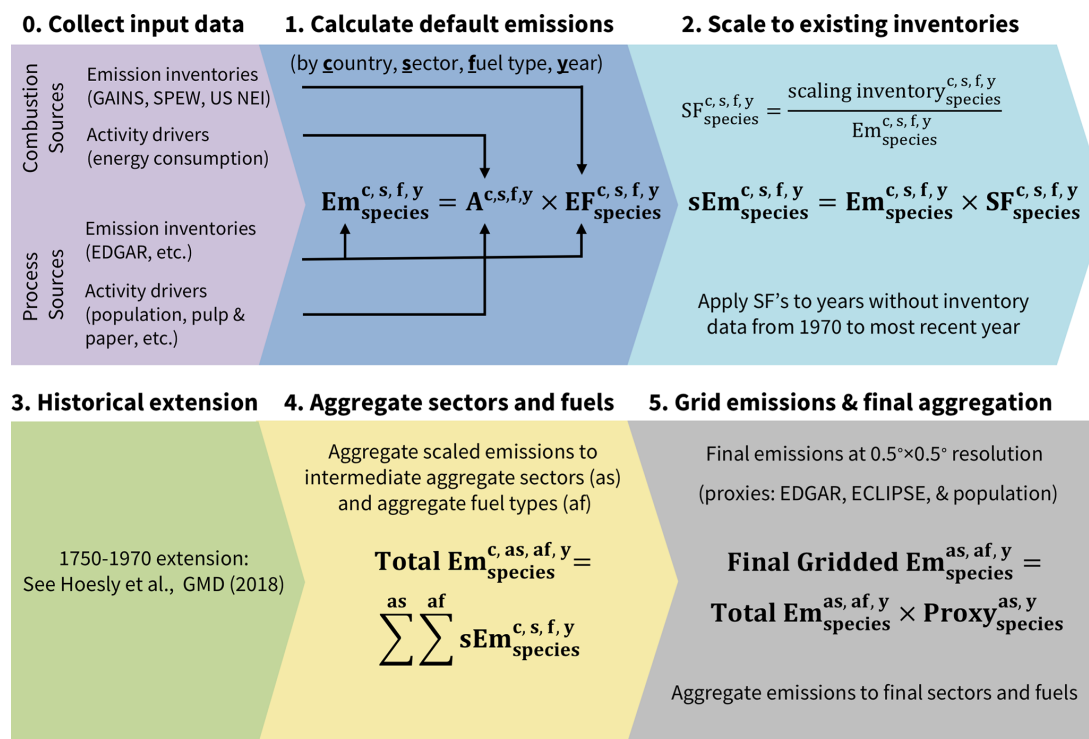 0. Collect input data
Combustion
Sources
Emission inventories
(GAINS, SPEW, US NEI)
Activity drivers
(energy consumption)
Process
Sources
Emission inventories
(EDGAR, etc.)
Activity drivers
(population, pulp &
paper, etc.)
1. Calculate default emissions
(by country, sector, fuel type, year)
Em^{c, s, f, y}_{species} = A^{c,s,f,y} × EF^{c, s, f, y}_{species}
2. Scale to existing inventories
SF^{c, s, f, y}_{species} = scaling inventory^{c, s, f, y}_{species} / Em^{c, s, f, y}_{species}
sEm^{c, s, f, y}_{species} = Em^{c, s, f, y}_{species} × SF^{c, s, f, y}_{species}
Apply SF's to years without inventory
data from 1970 to most recent year
3. Historical extension
1750-1970 extension:
See Hoesly et al., GMD (2018)
4. Aggregate sectors and fuels
Aggregate scaled emissions to
intermediate aggregate sectors (as)
and aggregate fuel types (af)
Total Em^{c, as, af, y}_{species} =
∑^{as} ∑^{af} sEm^{c, s, f, y}_{species}
5. Grid emissions & final aggregation
Final emissions at 0.5°×0.5° resolution
(proxies: EDGAR, ECLIPSE, & population)
Final Gridded Em^{as, af, y}_{species} =
Total Em^{as, af, y}_{species} × Proxy^{as, y}_{species}
Aggregate emissions to final sectors and fuels